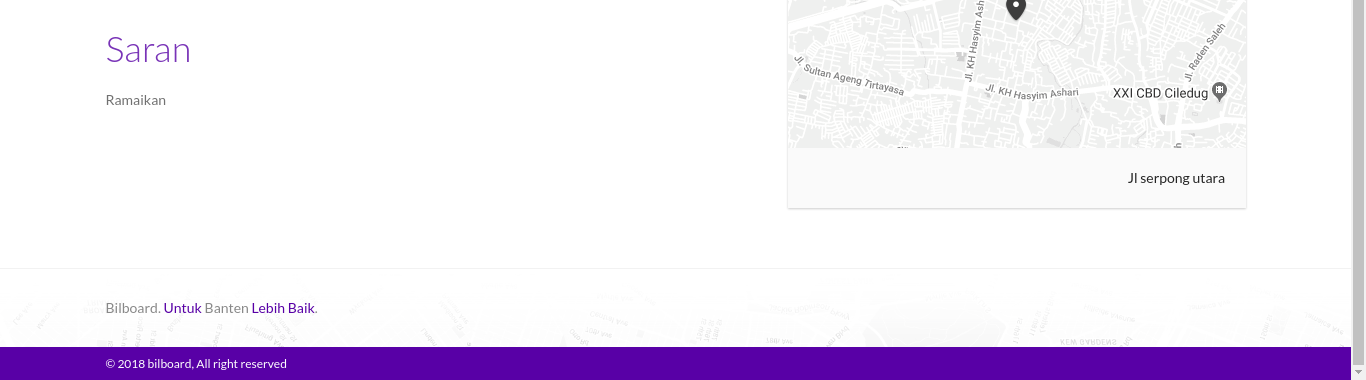 Saran
Ramaikan
Jl. KH Hasyim Ashari
Jl. Raden Saleh
Jl. Sultan Ageng Tirtayasa
Jl. KH Hasyim Ashari
XXI CBD Ciledug
Jl serpong utara
Bilboard. Untuk Banten Lebih Baik.
© 2018 bilboard, All right reserved